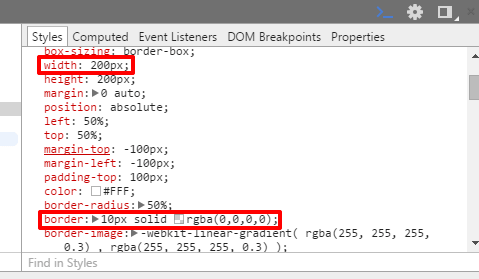 Styles Computed Event Listeners DOM Breakpoints Properties
box-sizing: border-box;
width: 200px;
height: 200px;
margin:▶0 auto;
position: absolute;
left: 50%;
top: 50%;
margin-top: -100px;
margin-left: -100px;
padding-top: 100px;
color: #FFF;
border-radius:▶50%;
border:▶10px solid rgba(0,0,0,0);
border-image:▶-webkit-linear-gradient( rgba(255, 255, 255,
0.3) , rgba(255, 255, 255, 0.3) );
Find in Styles